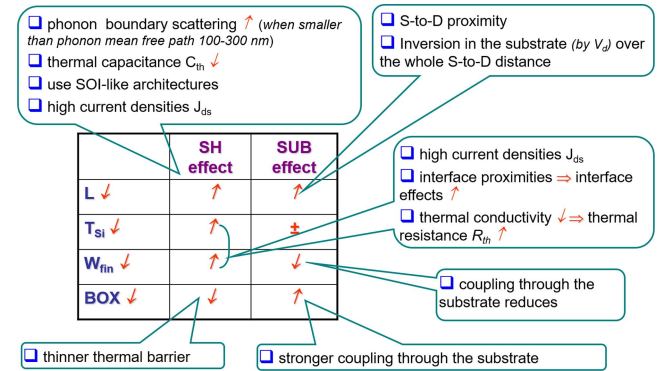 ❑ phonon boundary scattering ↑ (when smaller
than phonon mean free path 100-300 nm)
❑ thermal capacitance Cth ↓
❑ use SOI-like architectures
❑ high current densities Jds
❑ S-to-D proximity
❑ Inversion in the substrate (by Vd) over
the whole S-to-D distance
SH effect SUB effect
L ↓ ↑ ↑
TSi ↓ ↑ ±
Wfin ↓ ↑ ↓
BOX ↓ ↓ ↑
❑ high current densities Jds
❑ interface proximities ⇒ interface
effects ↑
❑ thermal conductivity ↓ ⇒ thermal
resistance Rth ↑
❑ coupling through the
substrate reduces
❑ thinner thermal barrier
❑ stronger coupling through the substrate